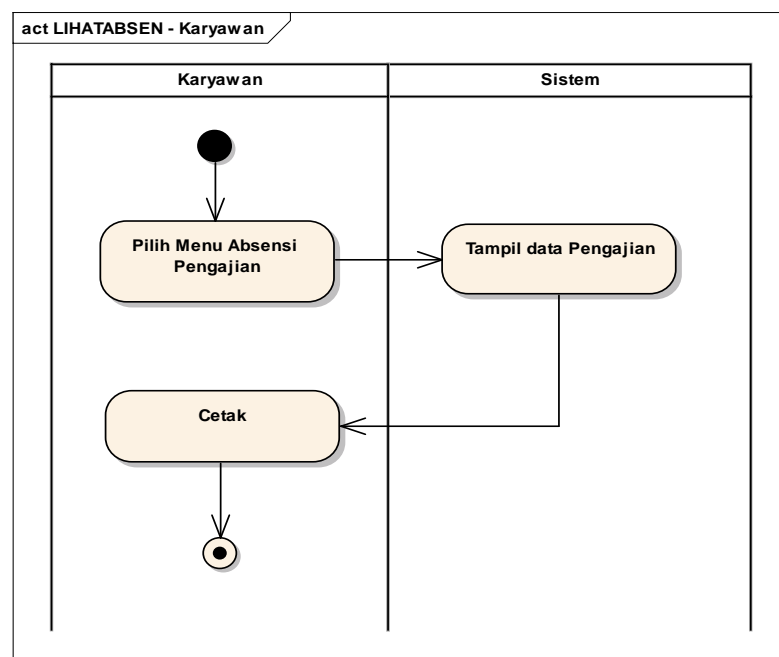 act LIHATABSEN - Karyawan
Karyawan
Sistem
Pilih Menu Absensi
Pengajian
Tampil data Pengajian
Cetak